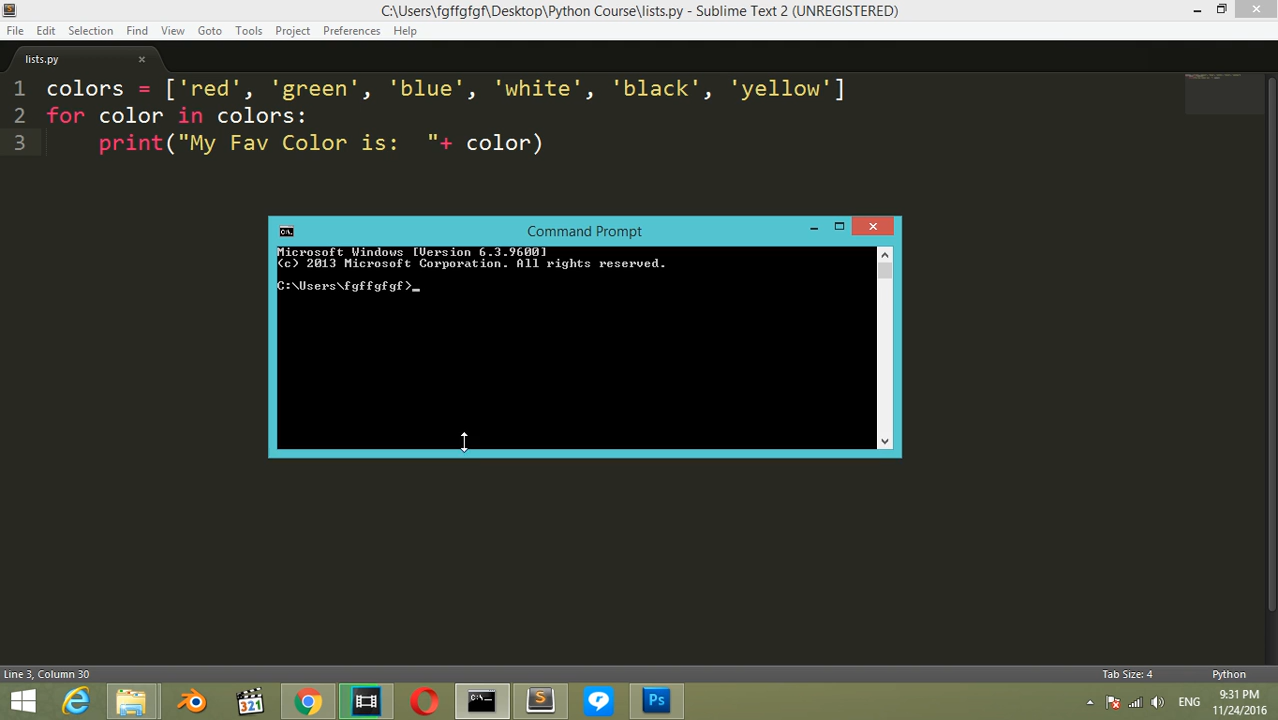 C:\Users\fgffgfgf\Desktop\Python Course\lists.py - Sublime Text 2 (UNREGISTERED)
File Edit Selection Find View Goto Tools Project Preferences Help
lists.py
1 colors = ['red', 'green', 'blue', 'white', 'black', 'yellow']
2 for color in colors:
3     print("My Fav Color is:  "+ color)
Command Prompt
Microsoft Windows [Version 6.3.9600]
(c) 2013 Microsoft Corporation. All rights reserved.
C:\Users\fgffgfgf>_
Line 3, Column 30 Tab Size: 4 Python
321 S Ps ENG 9:31 PM
11/24/2016